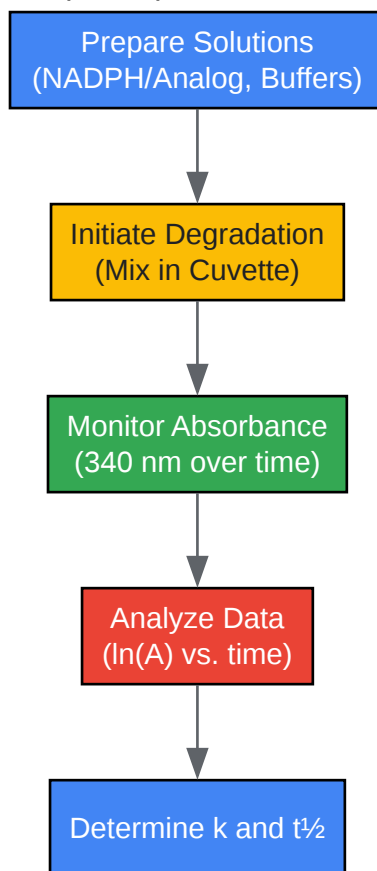 Prepare Solutions
(NADPH/Analog, Buffers)
Initiate Degradation
(Mix in Cuvette)
Monitor Absorbance
(340 nm over time)
Analyze Data
(ln(A) vs. time)
Determine k and t½